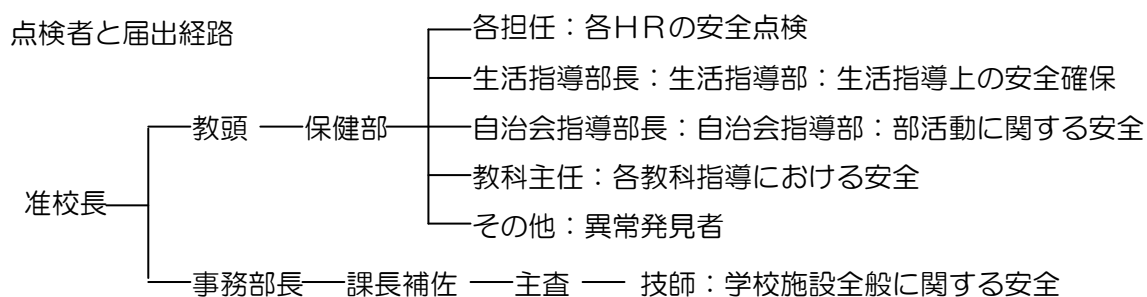 点検者と届出経路
各担任：各ＨＲの安全点検
生活指導部長：生活指導部：生活指導上の安全確保
教頭 保健部 自治会指導部長：自治会指導部：部活動に関する安全
教科主任：各教科指導における安全
准校長
その他：異常発見者
事務部長 課長補佐 主査 技師：学校施設全般に関する安全